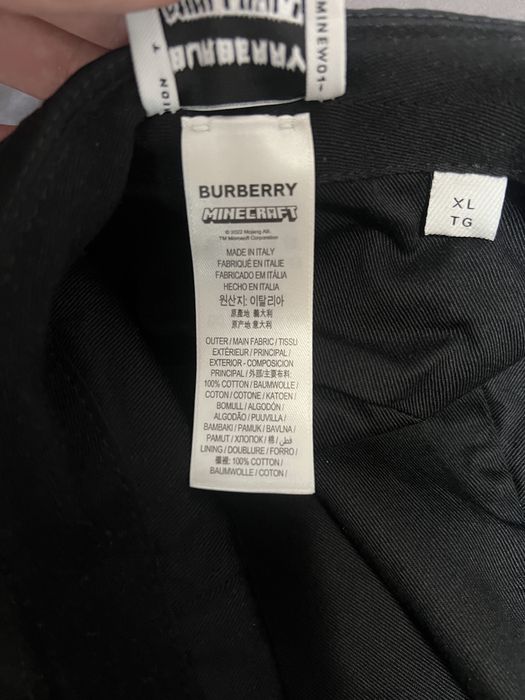 BURBERRY
MINEW01-
BURBERRY
MINECRAFT
© 2022 Mojang AB.
TM Microsoft Corporation
MADE IN ITALY
FABRIQUÉ EN ITALIE
FABRICADO EM ITÁLIA
HECHO EN ITALIA
원산지: 이탈리아
原產地 義大利
原产地 意大利
OUTER / MAIN FABRIC / TISSU
EXTÉRIEUR / PRINCIPAL /
EXTERIOR - COMPOSICION
PRINCIPAL / 外部/主要布料:
100% COTTON / BAUMWOLLE /
COTON / COTONE / KATOEN /
BOMULL / ALGODÓN /
ALGODÃO / PUUVILLA /
BAMBAKI / PAMUK / BAVLNA /
PAMUT / ХЛОПОК / 棉 / قطن /
LINING / DOUBLURE / FORRO /
襯裡: 100% COTTON /
BAUMWOLLE / COTON /
XL
TG